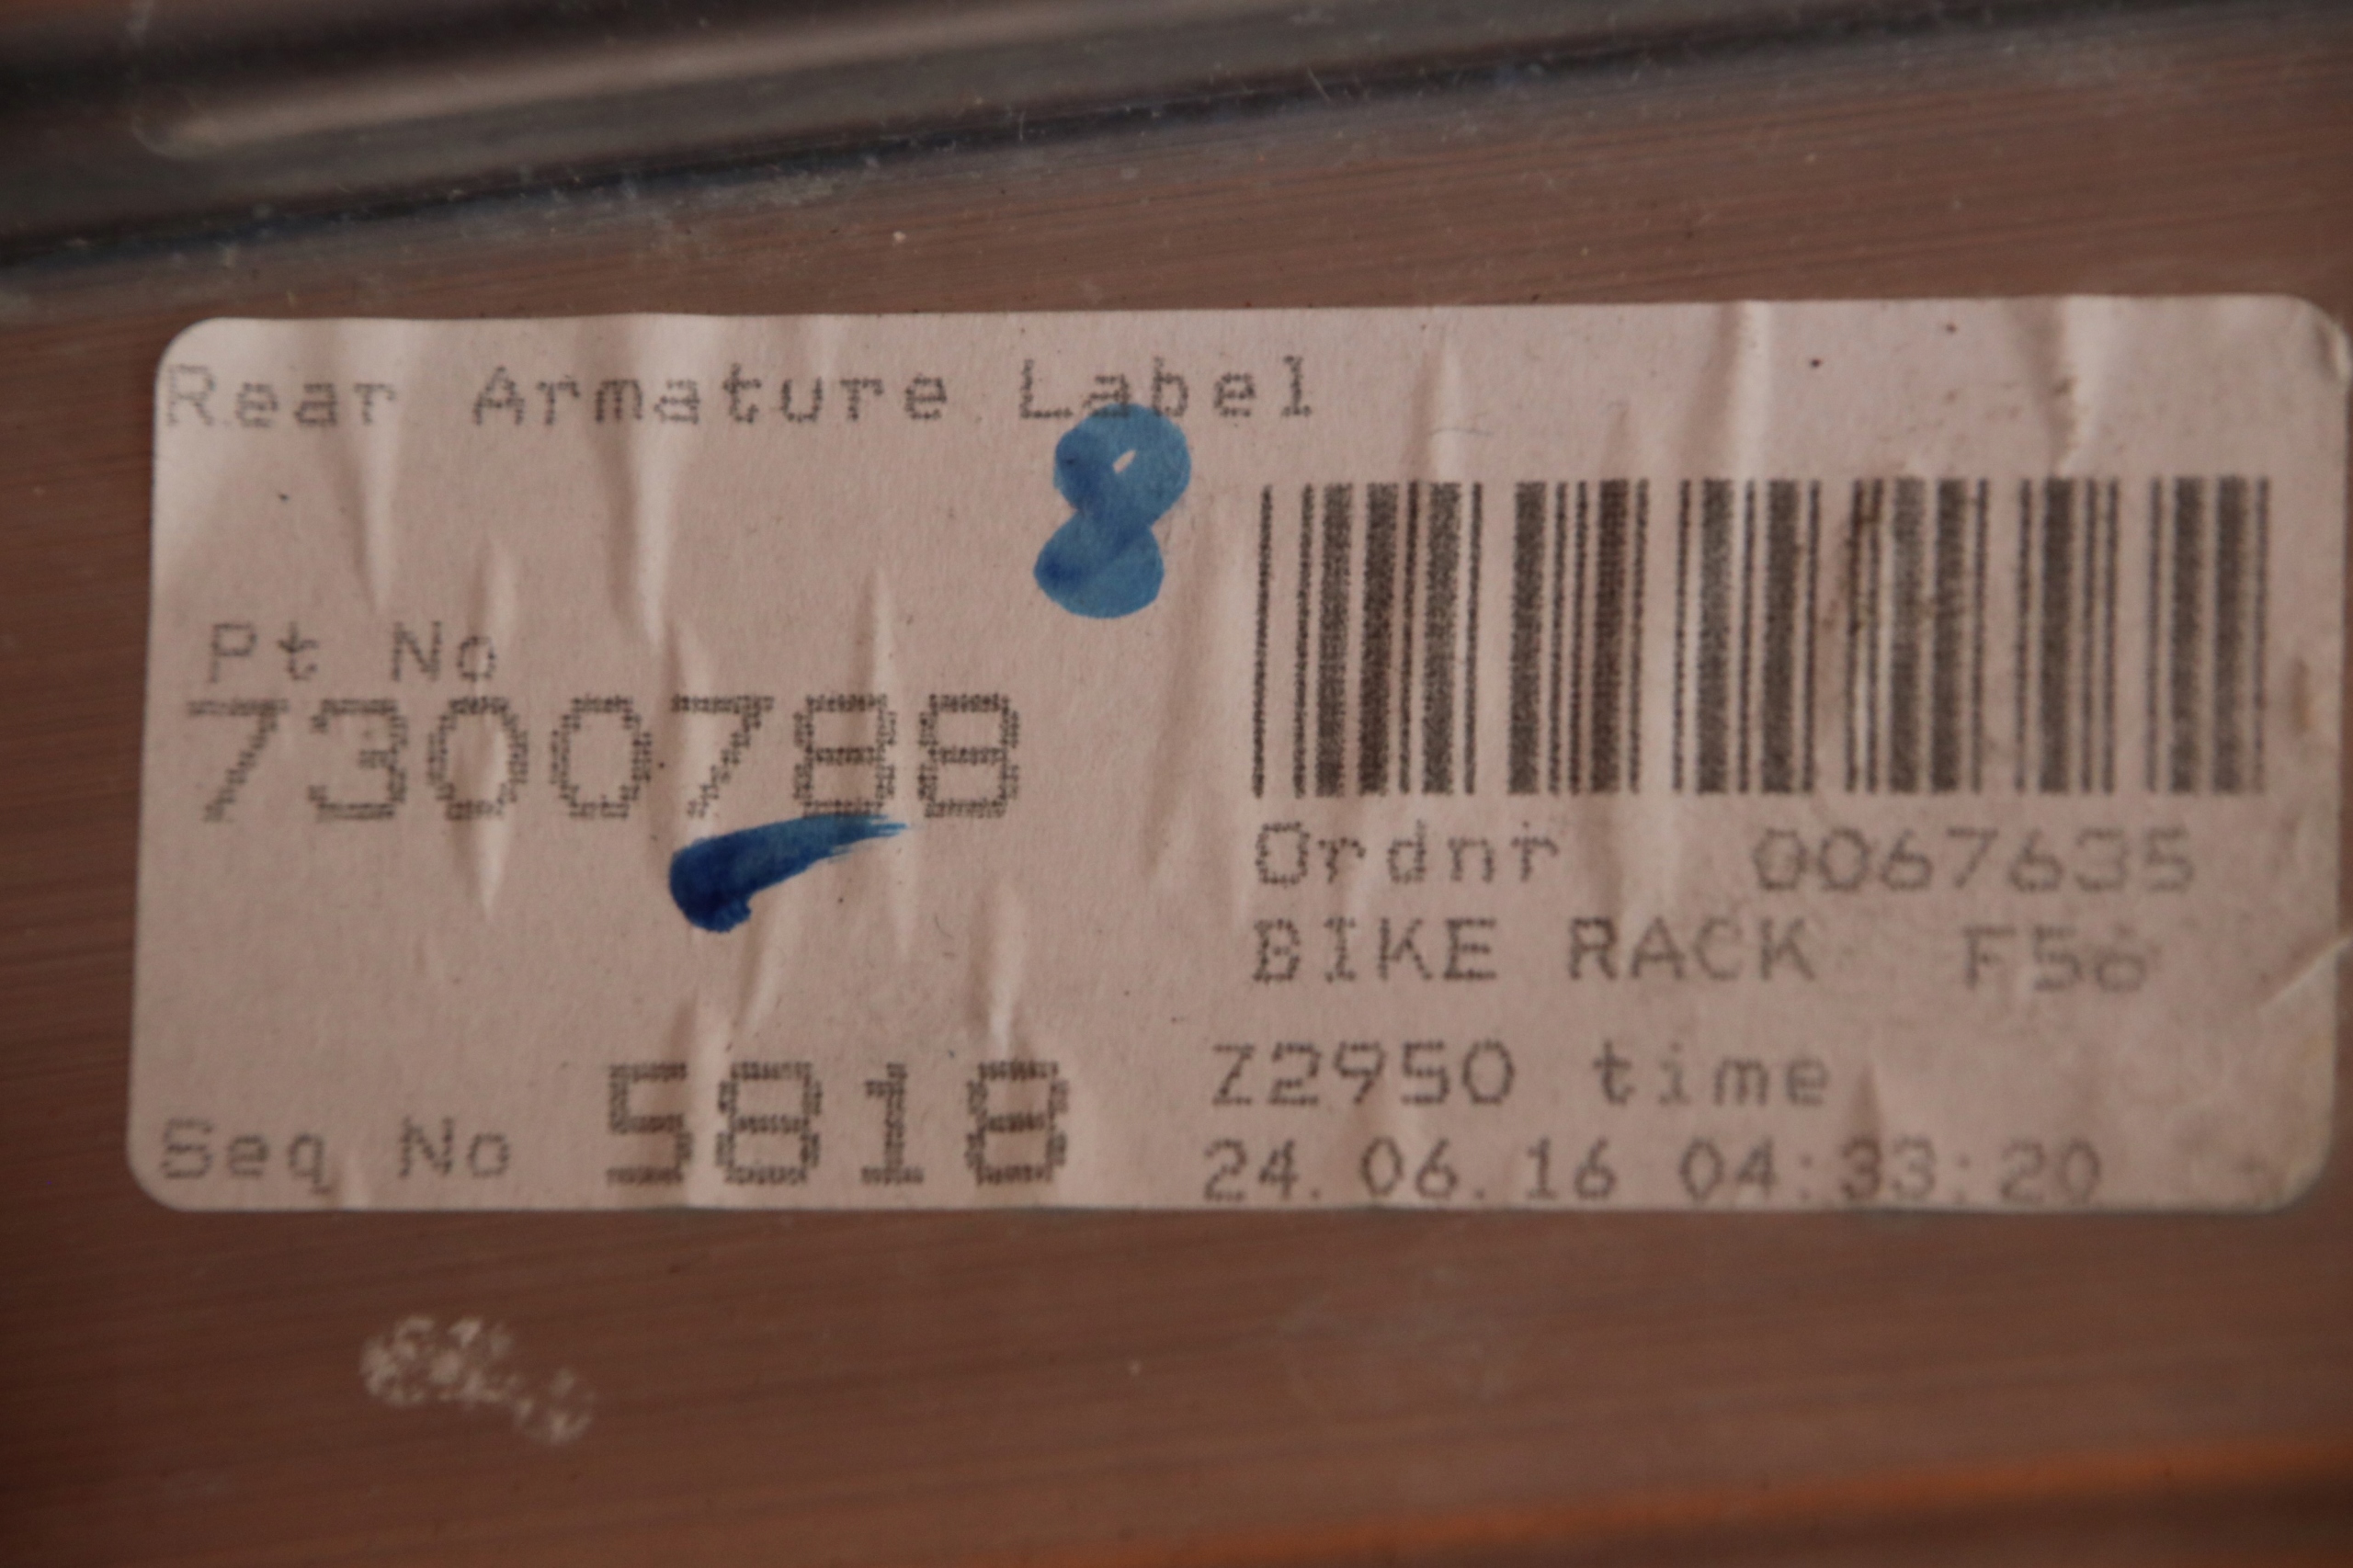 Rear Armature Label
8
Pt No
7300788
Ordnr 0067635
BIKE RACK F56
Z2950 time
Seq No 5818
24.06.16 04:33:20